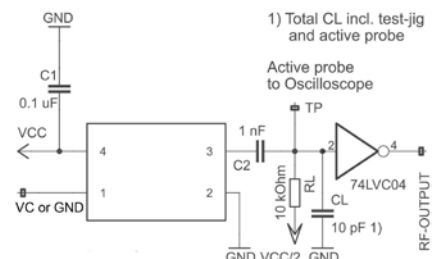 GND
1) Total CL incl. test-jig
and active probe
Active probe
to Oscilloscope
C1
0.1 uF
TP
VCC
4
3
1 nF
C2
2
4
74LVC04
1
2
VC or GND
10 kOhm
RL
CL
10 pF 1)
RF-OUTPUT
GND
VCC/2
GND